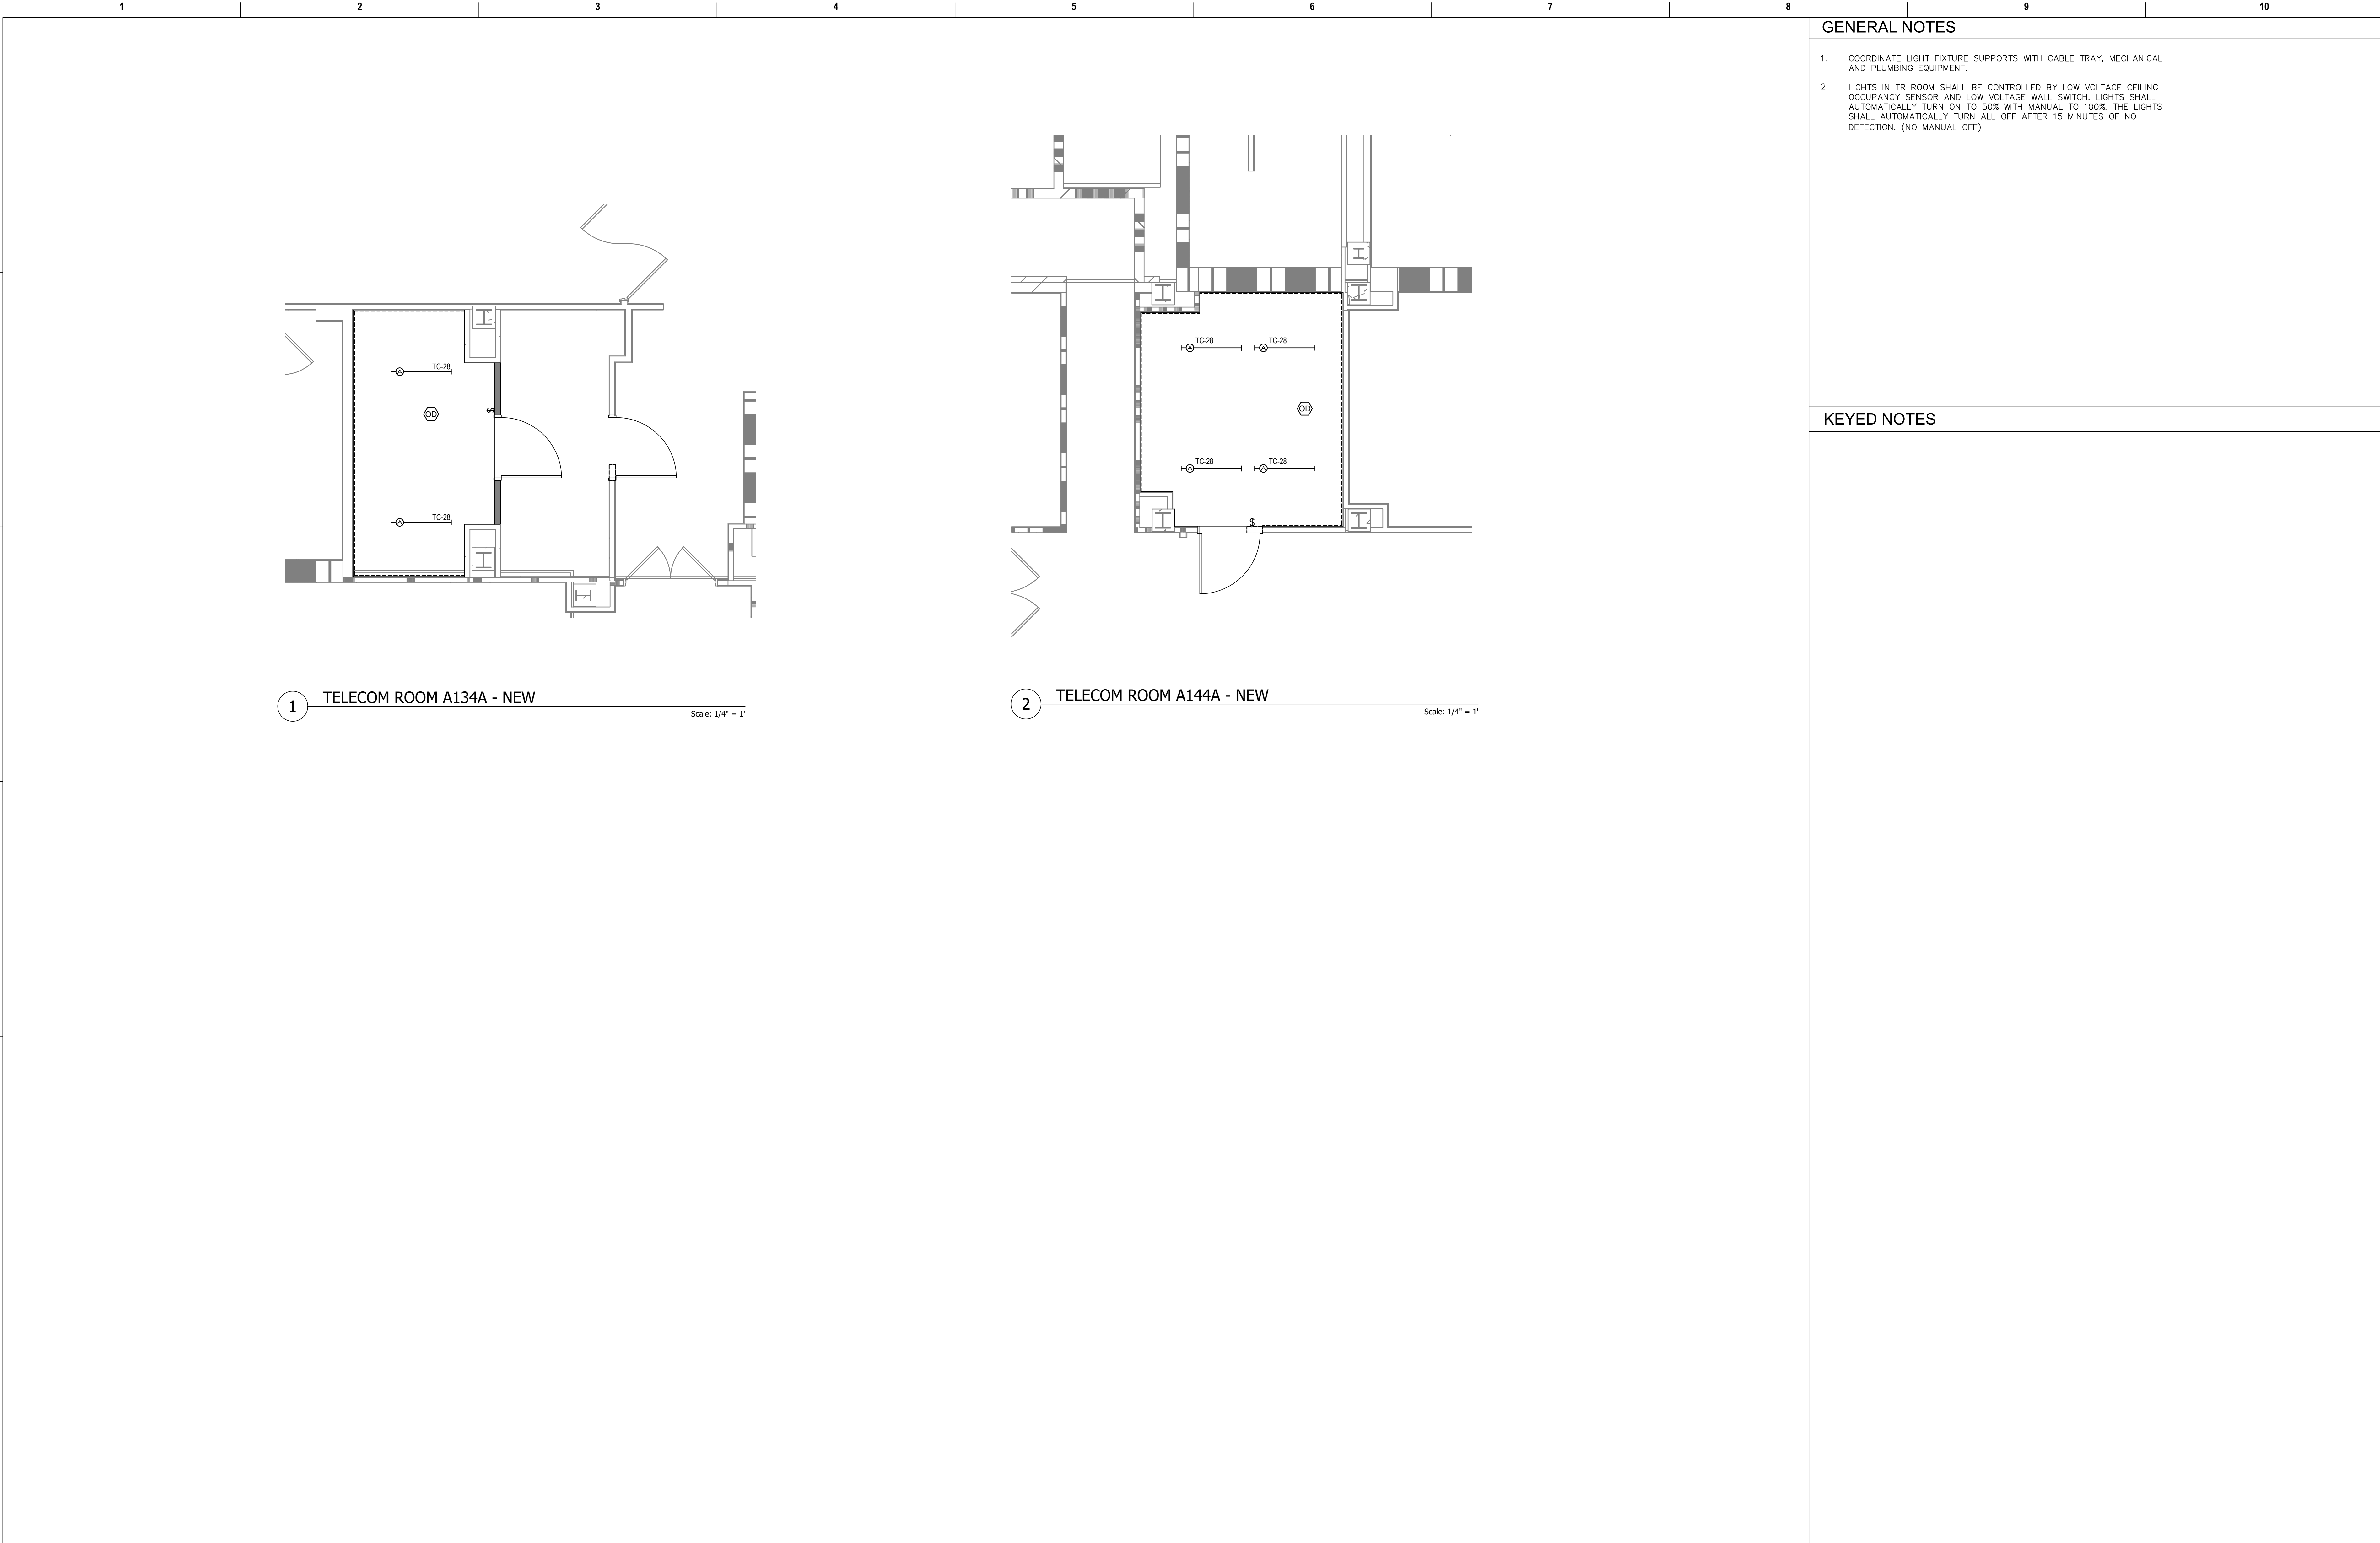 1 2 3 4 5 6 7 8 9 10
GENERAL NOTES
1. COORDINATE LIGHT FIXTURE SUPPORTS WITH CABLE TRAY, MECHANICAL
AND PLUMBING EQUIPMENT.
2. LIGHTS IN TR ROOM SHALL BE CONTROLLED BY LOW VOLTAGE CEILING
OCCUPANCY SENSOR AND LOW VOLTAGE WALL SWITCH. LIGHTS SHALL
AUTOMATICALLY TURN ON TO 50% WITH MANUAL TO 100%. THE LIGHTS
SHALL AUTOMATICALLY TURN ALL OFF AFTER 15 MINUTES OF NO
DETECTION. (NO MANUAL OFF)
KEYED NOTES
A TC-28
OD
$
A TC-28
1 TELECOM ROOM A134A - NEW
Scale: 1/4" = 1'
A TC-28 A TC-28
OD
A TC-28 A TC-28
$
2 TELECOM ROOM A144A - NEW
Scale: 1/4" = 1'